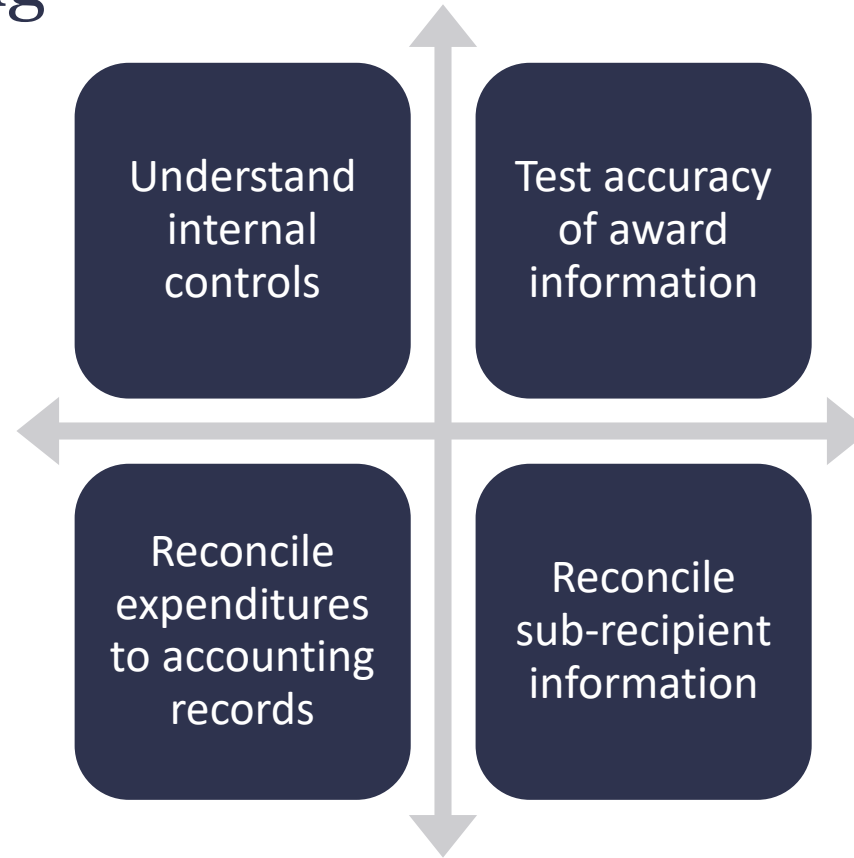 Understand
internal
controls
Test accuracy
of award
information
Reconcile
expenditures
to accounting
records
Reconcile
sub-recipient
information